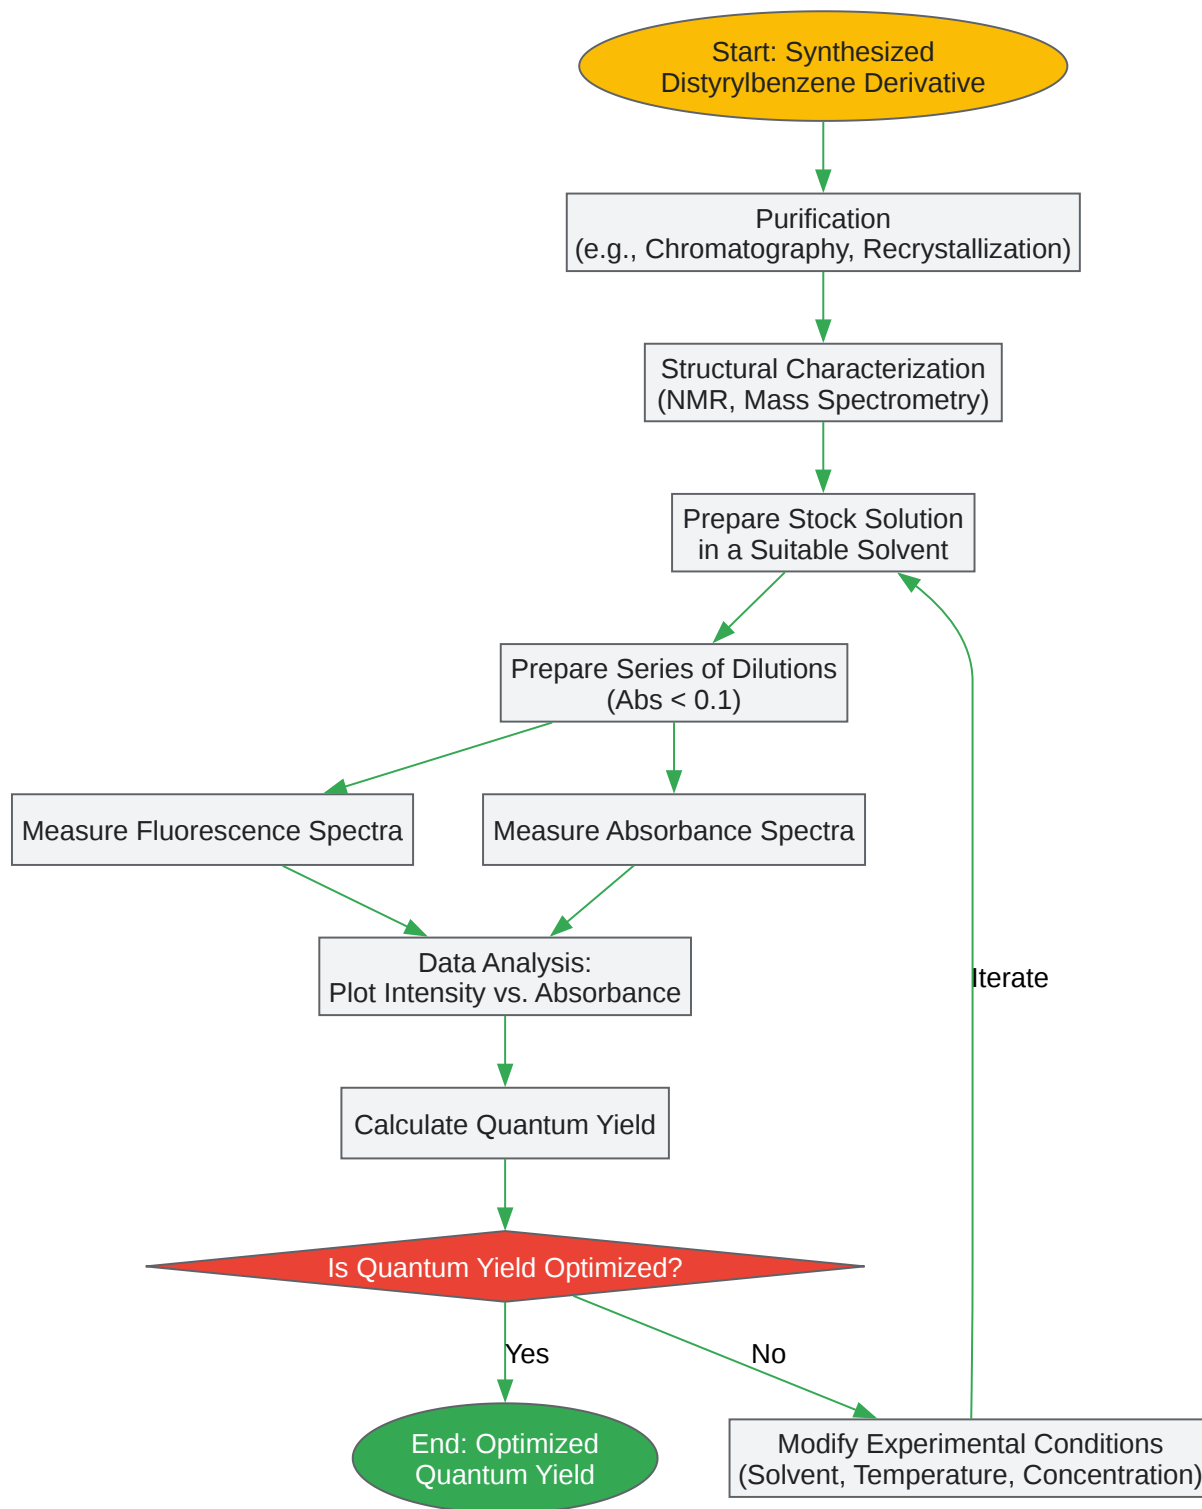 Start: Synthesized
Distyrylbenzene Derivative
Purification
(e.g., Chromatography, Recrystallization)
Structural Characterization
(NMR, Mass Spectrometry)
Prepare Stock Solution
in a Suitable Solvent
Prepare Series of Dilutions
(Abs < 0.1)
Measure Fluorescence Spectra
Measure Absorbance Spectra
Data Analysis:
Plot Intensity vs. Absorbance
Iterate
Calculate Quantum Yield
Is Quantum Yield Optimized?
Yes
No
End: Optimized
Quantum Yield
Modify Experimental Conditions
(Solvent, Temperature, Concentration)